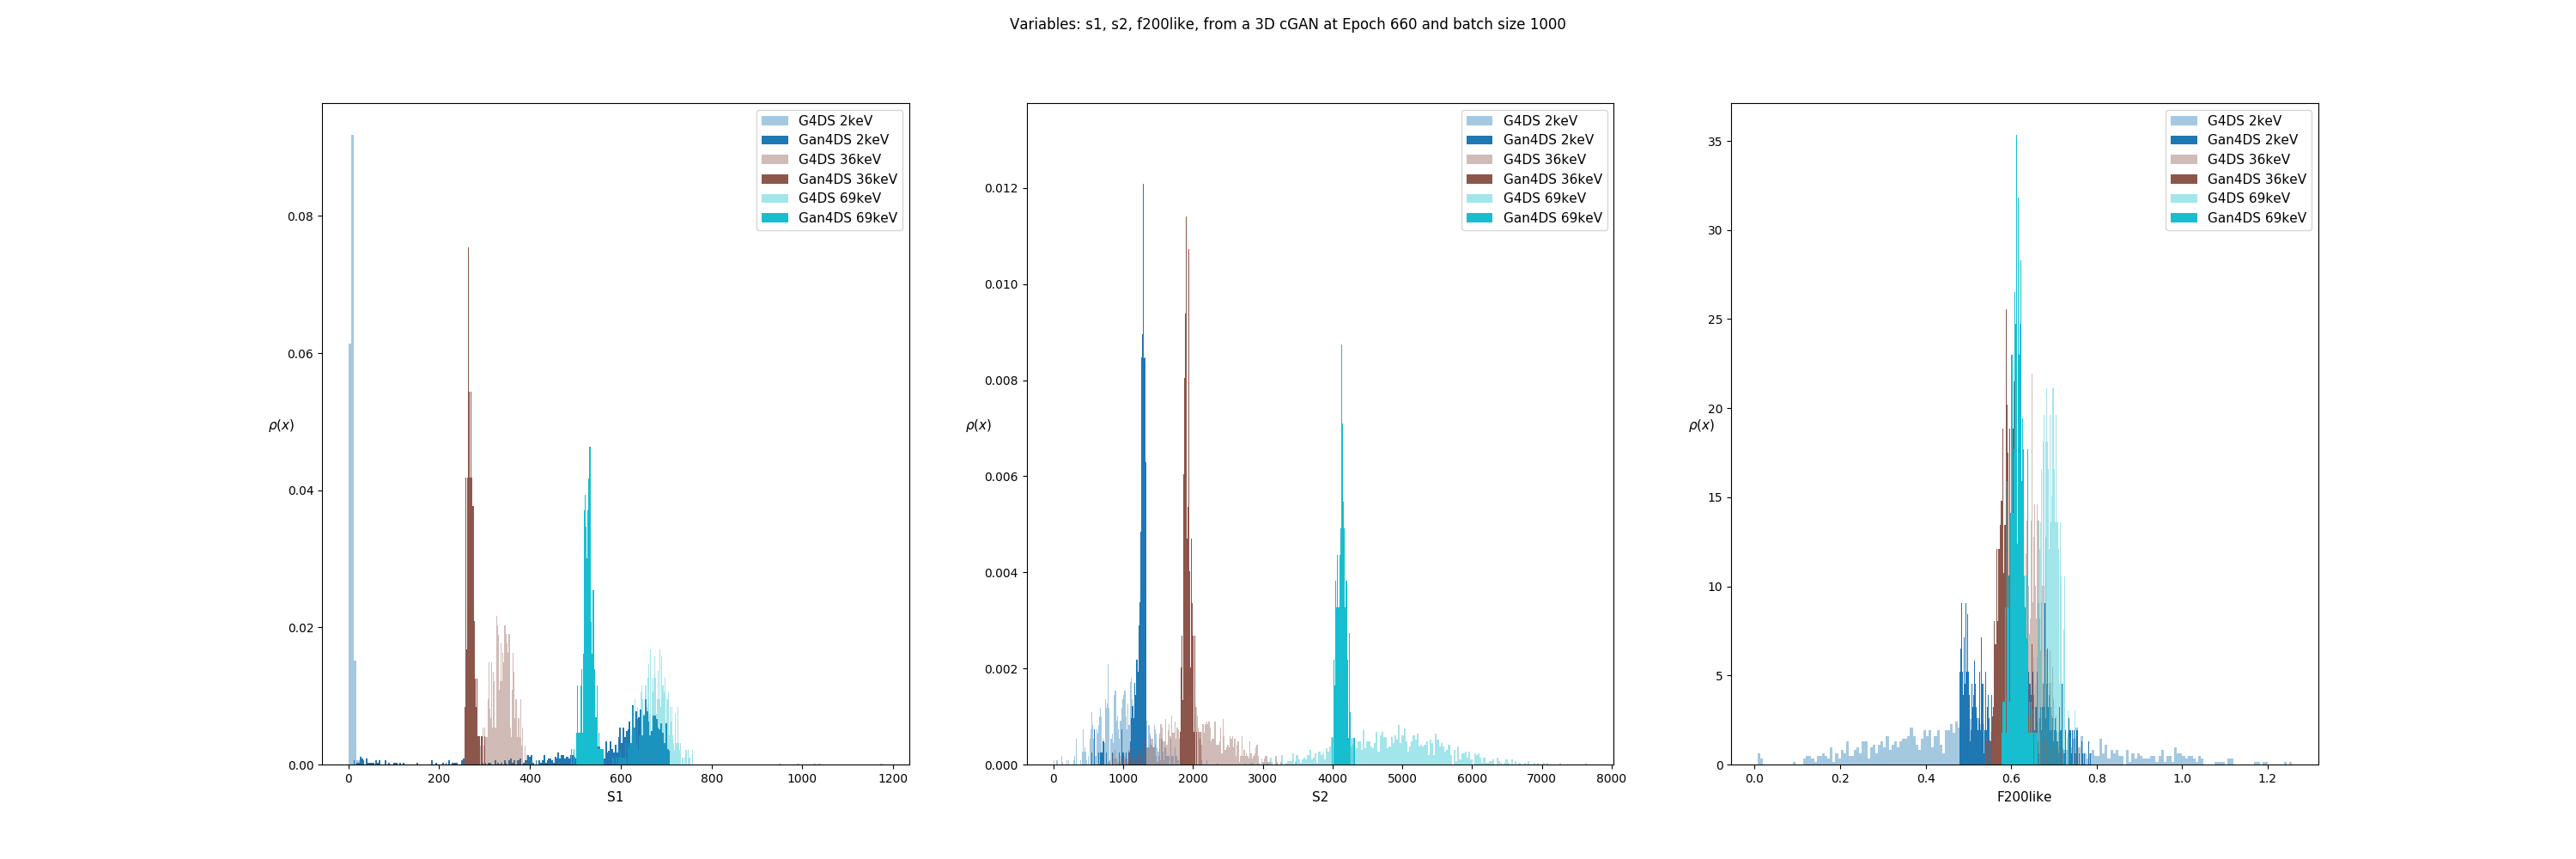 Variables: s1, s2, f200like, from a 3D cGAN at Epoch 660 and batch size 1000
ρ(x)
0.08
0.06
0.04
0.02
0.00
G4DS 2keV
Gan4DS 2keV
G4DS 36keV
Gan4DS 36keV
G4DS 69keV
Gan4DS 69keV
0 200 400 600 800 1000 1200
S1
ρ(x)
0.012
0.010
0.008
0.006
0.004
0.002
0.000
G4DS 2keV
Gan4DS 2keV
G4DS 36keV
Gan4DS 36keV
G4DS 69keV
Gan4DS 69keV
0 1000 2000 3000 4000 5000 6000 7000 8000
S2
ρ(x)
35
30
25
20
15
10
5
0
G4DS 2keV
Gan4DS 2keV
G4DS 36keV
Gan4DS 36keV
G4DS 69keV
Gan4DS 69keV
0.0 0.2 0.4 0.6 0.8 1.0 1.2
F200like